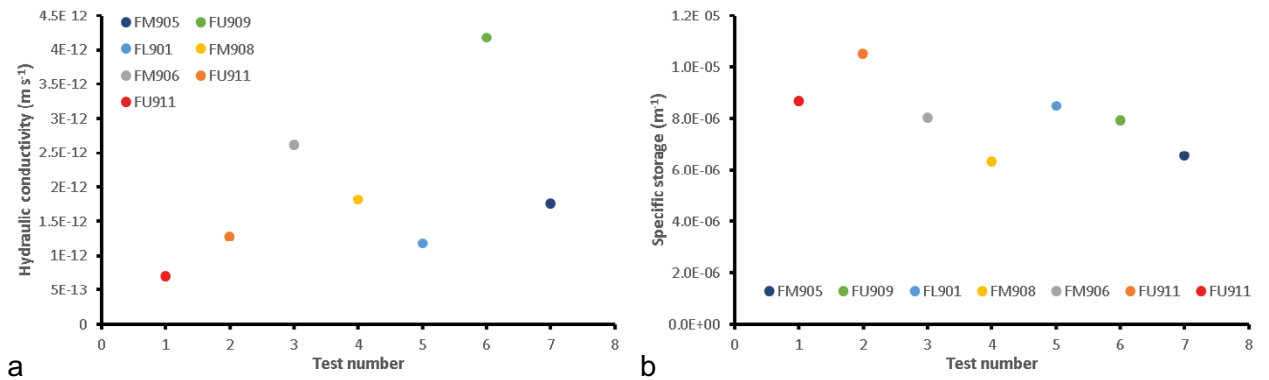 4.5E 12
4E-12
3.5E-12
3E-12
2.5E-12
2E-12
1.5E-12
1E-12
5E-13
0
Hydraulic conductivity (m s-1)
FM905 FU909
FL901 FM908
FM906 FU911
FU911
0 1 2 3 4 5 6 7 8
Test number
a
1.2E 05
1.0E-05
8.0E-06
6.0E-06
4.0E-06
2.0E-06
0.0E+00
Specific storage (m-1)
FM905 FU909 FL901 FM908 FM906 FU911 FU911
0 1 2 3 4 5 6 7 8
Test number
b